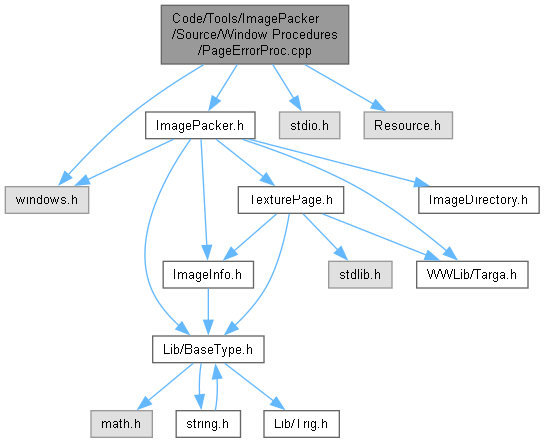 Code/Tools/ImagePacker
/Source/Window Procedures
/PageErrorProc.cpp
ImagePacker.h
stdio.h
Resource.h
windows.h
TexturePage.h
ImageDirectory.h
ImageInfo.h
stdlib.h
WWLib/Targa.h
Lib/BaseType.h
math.h
string.h
Lib/Trig.h